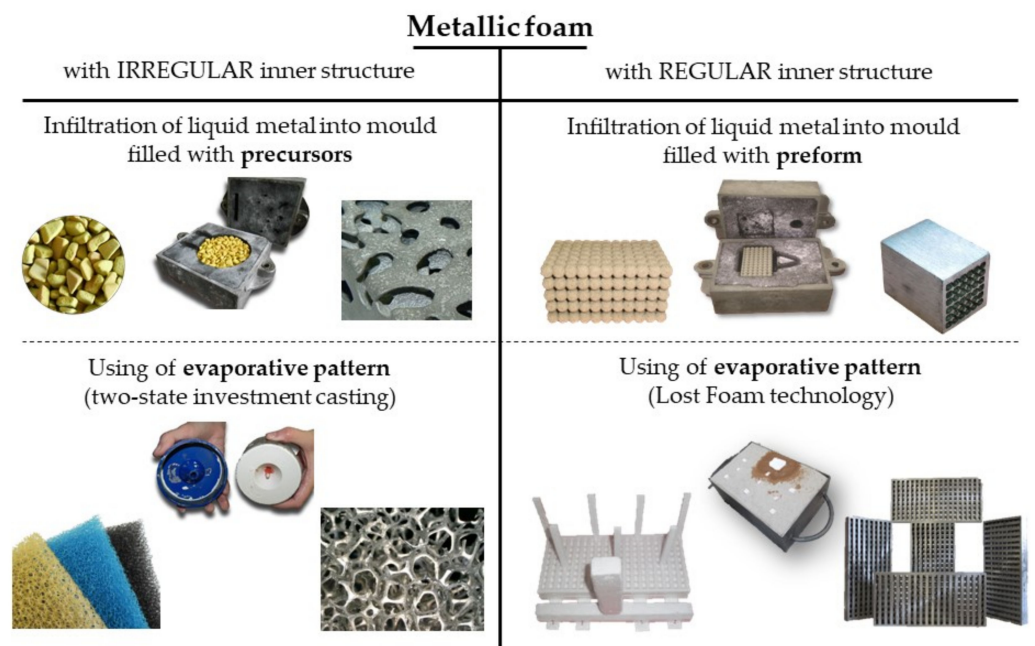 Metallic foam
with IRREGULAR inner structure
with REGULAR inner structure
Infiltration of liquid metal into mould
filled with precursors
Infiltration of liquid metal into mould
filled with preform
Using of evaporative pattern
(two-state investment casting)
Using of evaporative pattern
(Lost Foam technology)